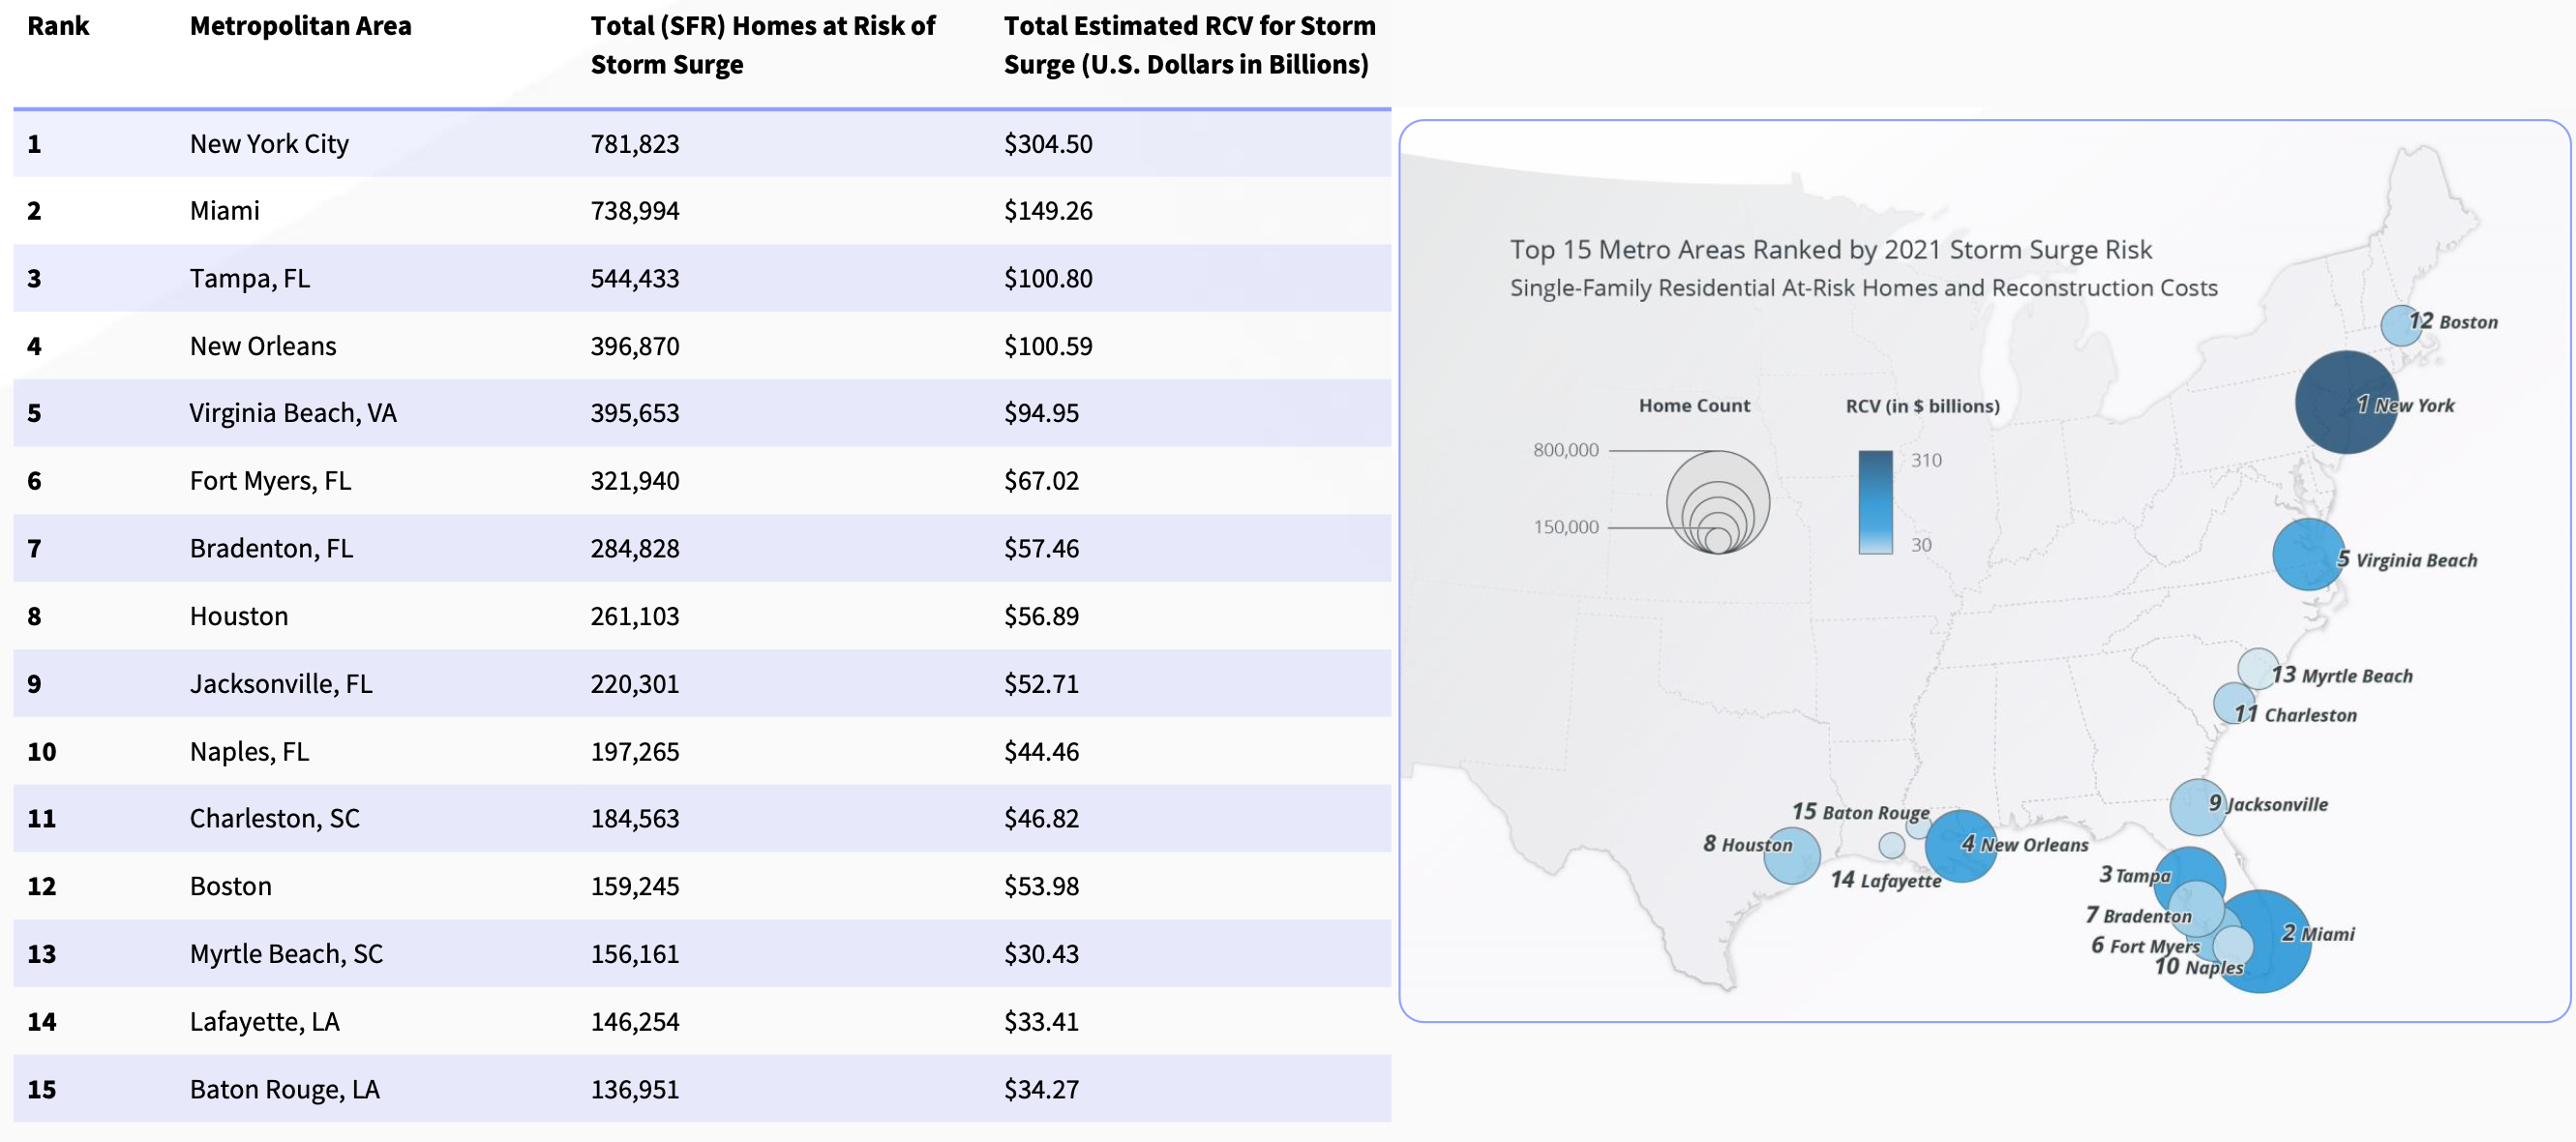 Rank Metropolitan Area Total (SFR) Homes at Risk of Storm Surge Total Estimated RCV for Storm Surge (U.S. Dollars in Billions)
1 New York City 781,823 $304.50
2 Miami 738,994 $149.26
3 Tampa, FL 544,433 $100.80
4 New Orleans 396,870 $100.59
5 Virginia Beach, VA 395,653 $94.95
6 Fort Myers, FL 321,940 $67.02
7 Bradenton, FL 284,828 $57.46
8 Houston 261,103 $56.89
9 Jacksonville, FL 220,301 $52.71
10 Naples, FL 197,265 $44.46
11 Charleston, SC 184,563 $46.82
12 Boston 159,245 $53.98
13 Myrtle Beach, SC 156,161 $30.43
14 Lafayette, LA 146,254 $33.41
15 Baton Rouge, LA 136,951 $34.27
Top 15 Metro Areas Ranked by 2021 Storm Surge Risk
Single-Family Residential At-Risk Homes and Reconstruction Costs
Home Count
800,000
150,000
RCV (in $ billions)
310
30
12 Boston
1 New York
5 Virginia Beach
13 Myrtle Beach
11 Charleston
9 Jacksonville
15 Baton Rouge
8 Houston
4 New Orleans
14 Lafayette
3 Tampa
7 Bradenton
2 Miami
6 Fort Myers
10 Naples